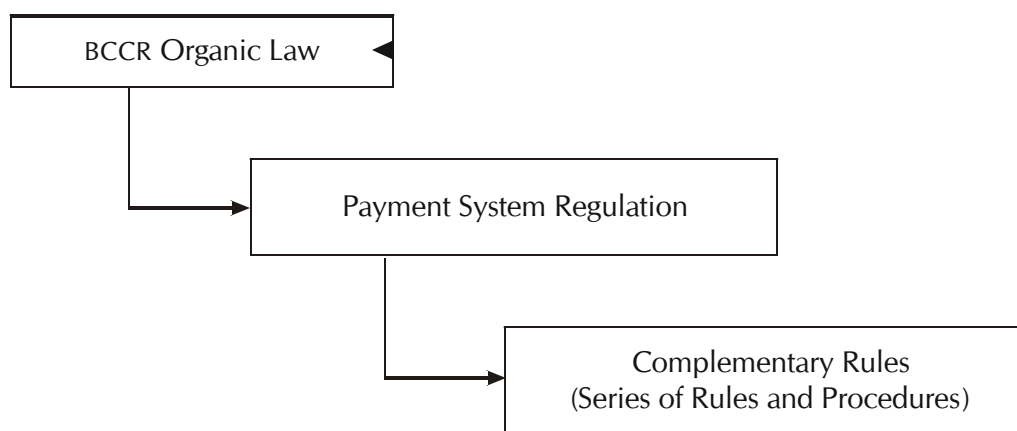 BCCR Organic Law
Payment System Regulation
Complementary Rules
(Series of Rules and Procedures)